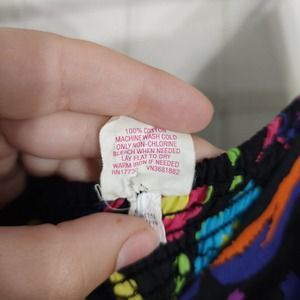 100% COTTON
MACHINE WASH COLD
ONLY NON-CHLORINE
BLEACH WHEN NEEDED
LAY FLAT TO DRY
WARM IRON IF NEEDED
VN3681882